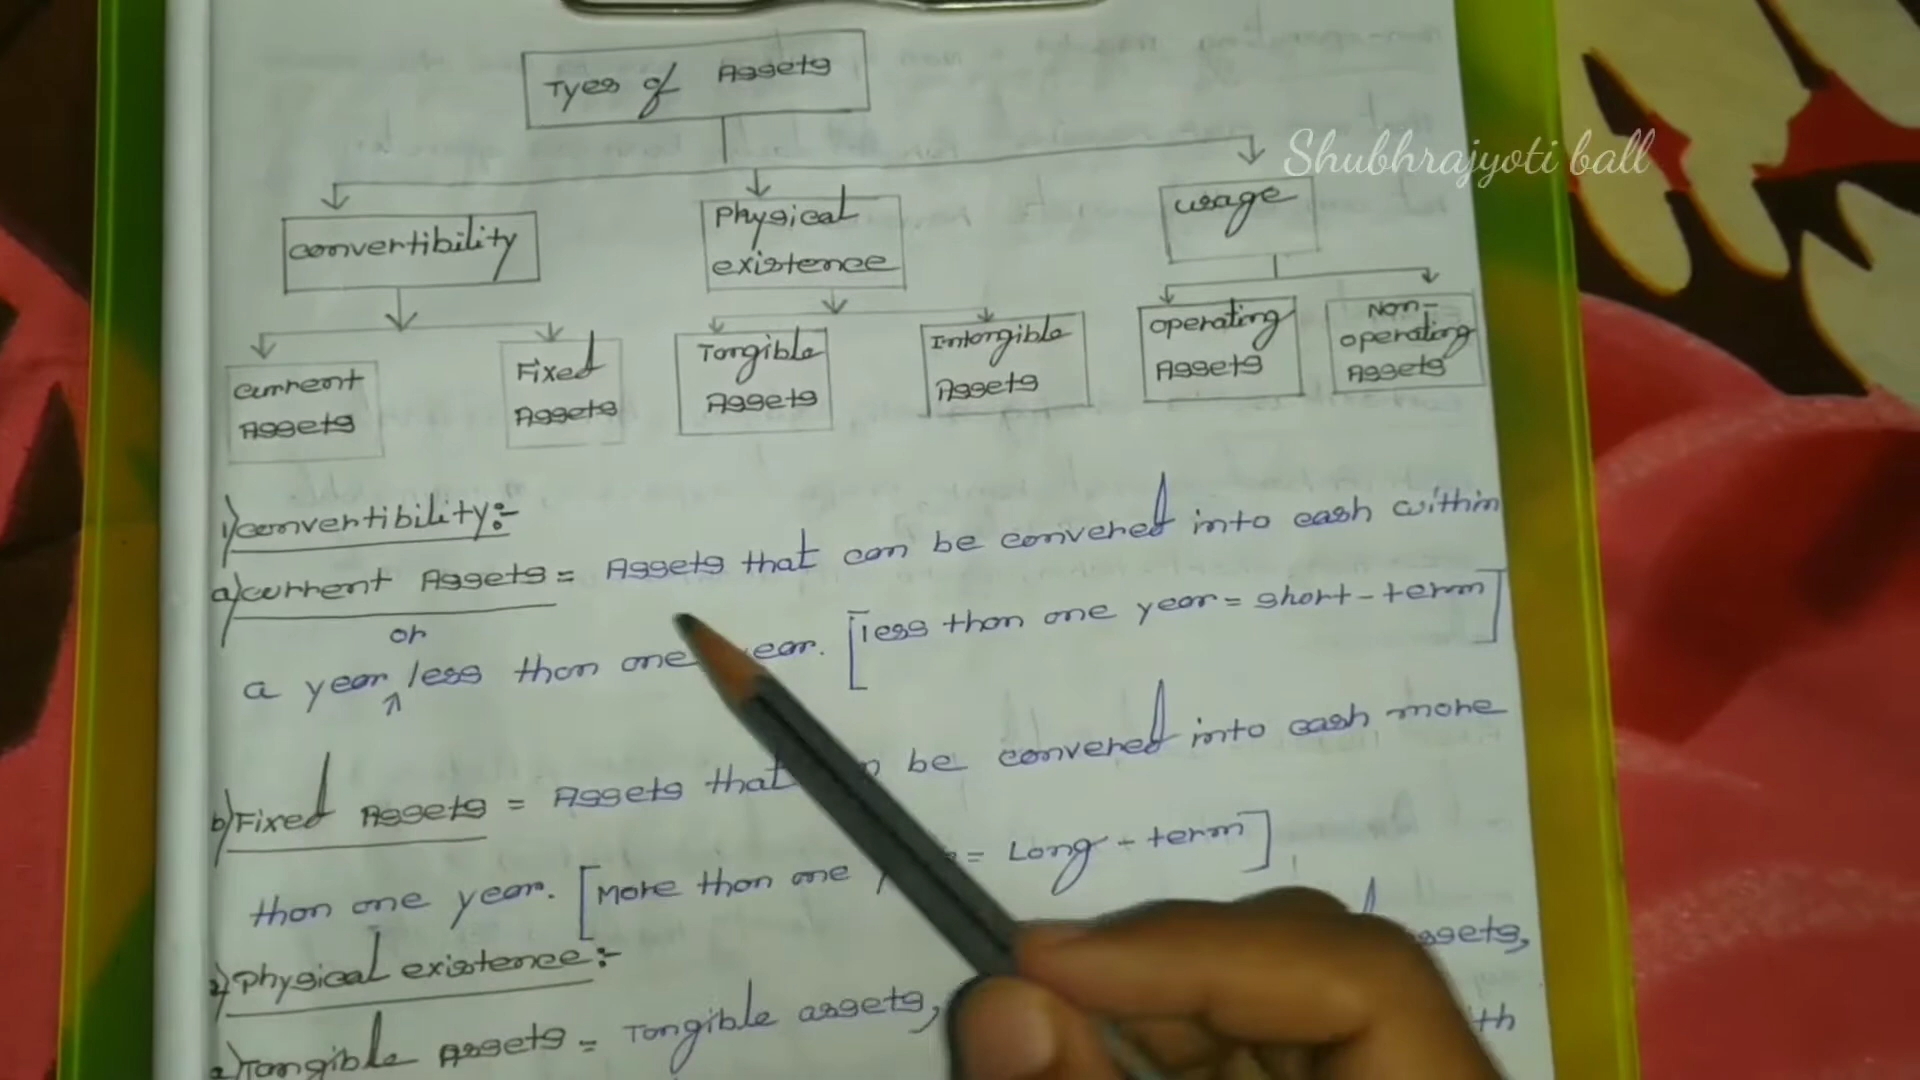 Tyes of Assets
Shubhrajyoti ball
convertibility
Physical
existence
usage
current
Assets
Fixed
Assets
Tangible
Assets
Intangible
Assets
operating
Assets
Non-
operating
Assets
1) convertibility:-
a) current Assets = Assets that can be convered into cash within
or
a year less than one year. [less than one year = short-term]
b) Fixed Assets = Assets that be convered into cash more
than one year. [More than one = Long-term]
2) Physical existence:-
a) Tangible Assets = Tangible assets,